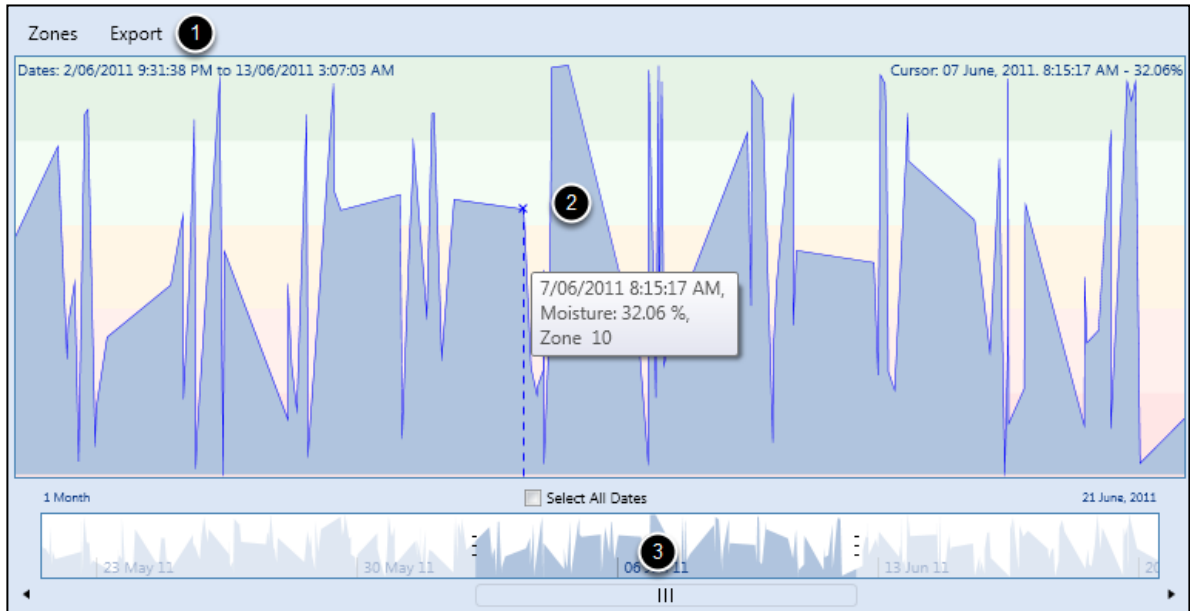 Zones Export 1
Dates: 2/06/2011 9:31:38 PM to 13/06/2011 3:07:03 AM
Cursor: 07 June, 2011. 8:15:17 AM - 32.06%
2
7/06/2011 8:15:17 AM,
Moisture: 32.06 %,
Zone 10
1 Month
Select All Dates
21 June, 2011
3
23 May 11
30 May 11
06
11
13 Jun 11
20